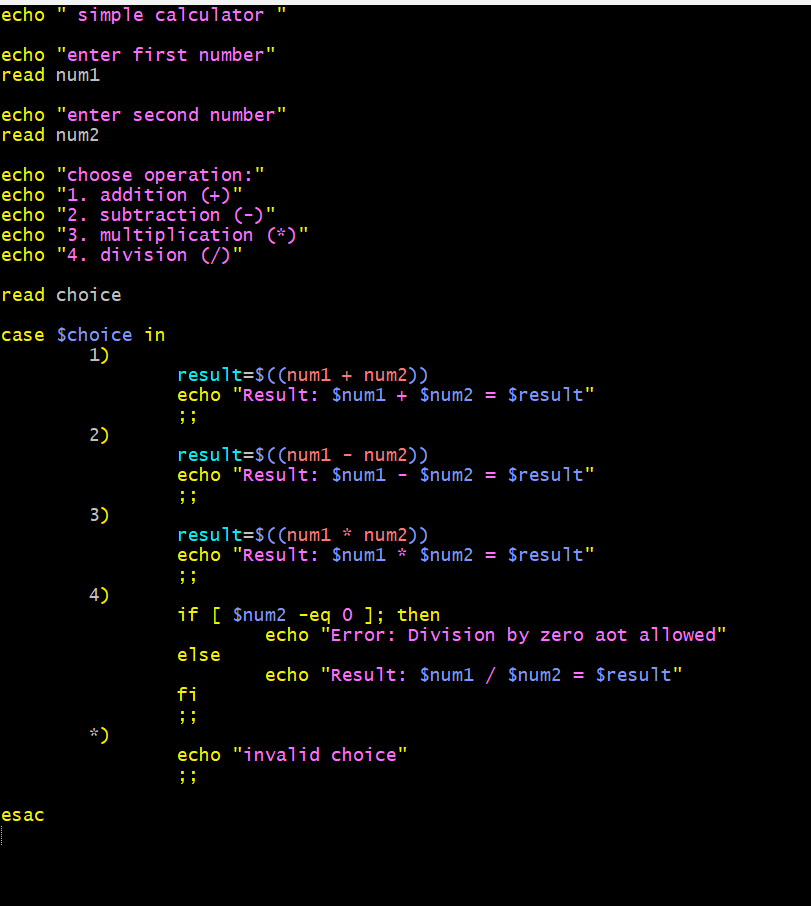 echo " simple calculator "
echo "enter first number"
read num1
echo "enter second number"
read num2
echo "choose operation:"
echo "1. addition (+)"
echo "2. subtraction (-)"
echo "3. multiplication (*)"
echo "4. division (/)"
read choice
case $choice in
1)
result=$((num1 + num2))
echo "Result: $num1 + $num2 = $result"
;;
2)
result=$((num1 - num2))
echo "Result: $num1 - $num2 = $result"
;;
3)
result=$((num1 * num2))
echo "Result: $num1 * $num2 = $result"
;;
4)
if [ $num2 -eq 0 ]; then
echo "Error: Division by zero aot allowed"
else
echo "Result: $num1 / $num2 = $result"
fi
;;
*)
echo "invalid choice"
;;
esac